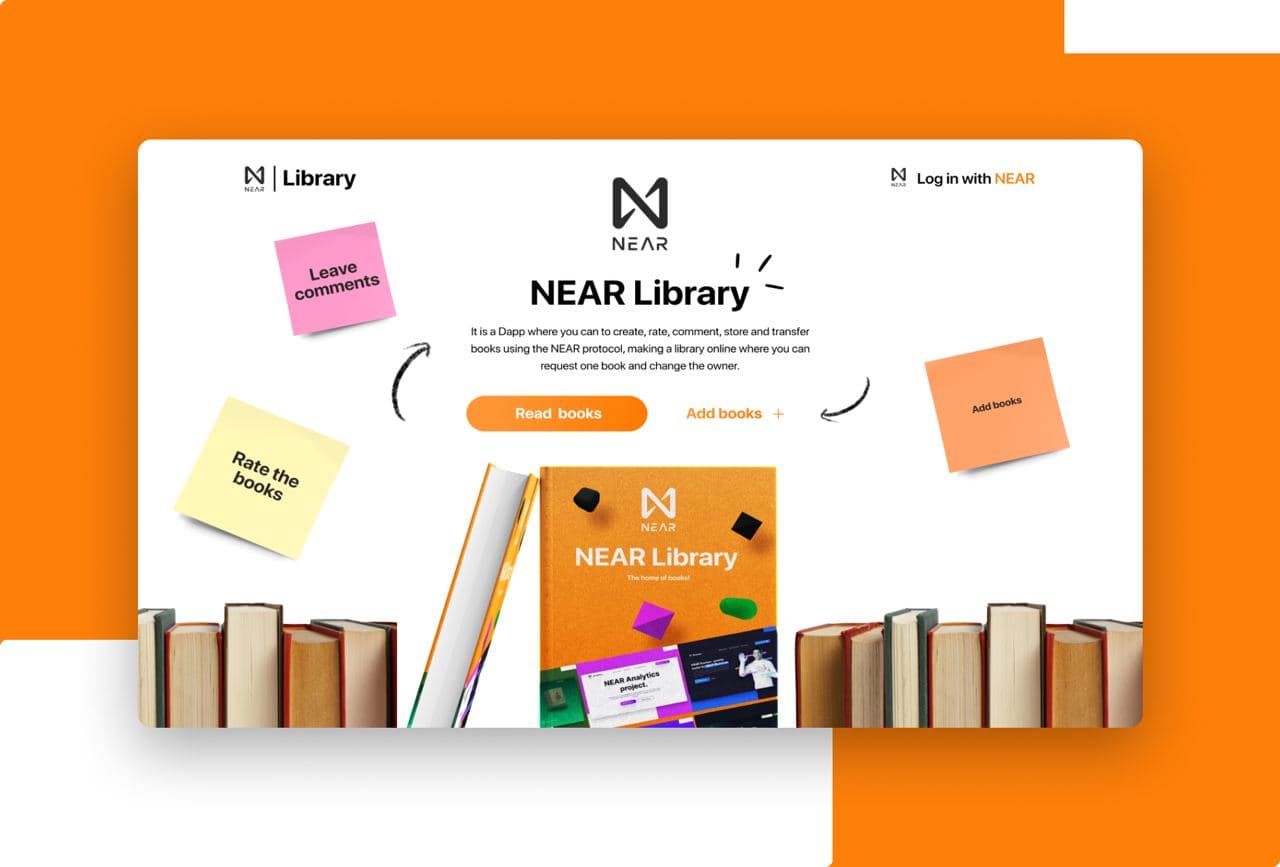 NEAR
Library
NEAR
Log in with NEAR
NEAR
Leave
comments
NEAR Library
It is a Dapp where you can to create, rate, comment, store and transfer
books using the NEAR protocol, making a library online where you can
request one book and change the owner.
Read books
Add books +
Add books
Rate the
books
NEAR
NEAR Library
The home of books!
NEAR Analytics
project.